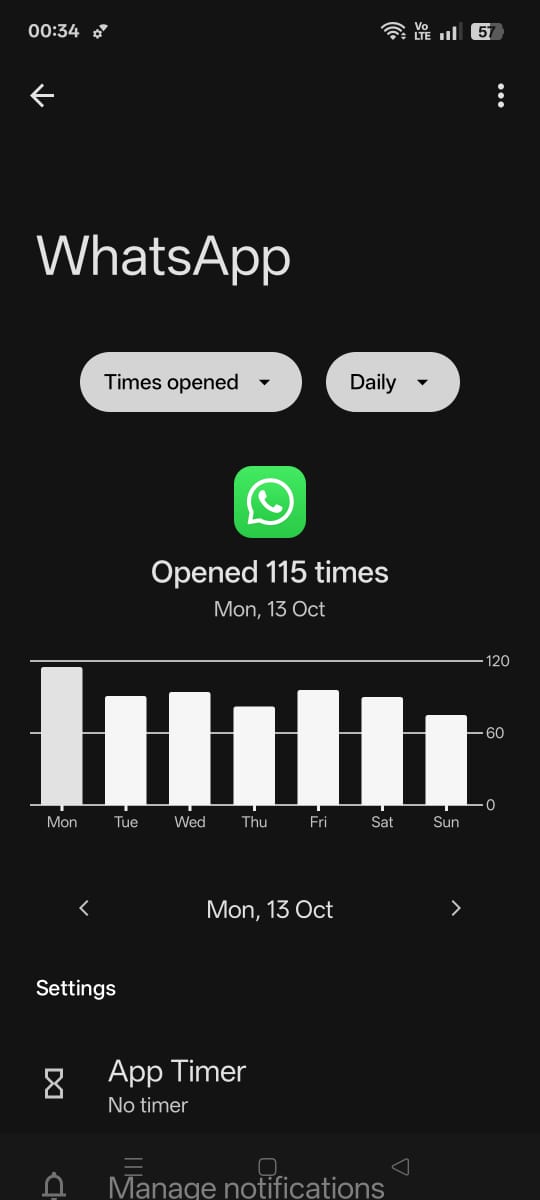 00:34
Vo
LTE
57
WhatsApp
Times opened
Daily
Opened 115 times
Mon, 13 Oct
120
60
0
Mon Tue Wed Thu Fri Sat Sun
Mon, 13 Oct
Settings
App Timer
No timer
Manage notifications